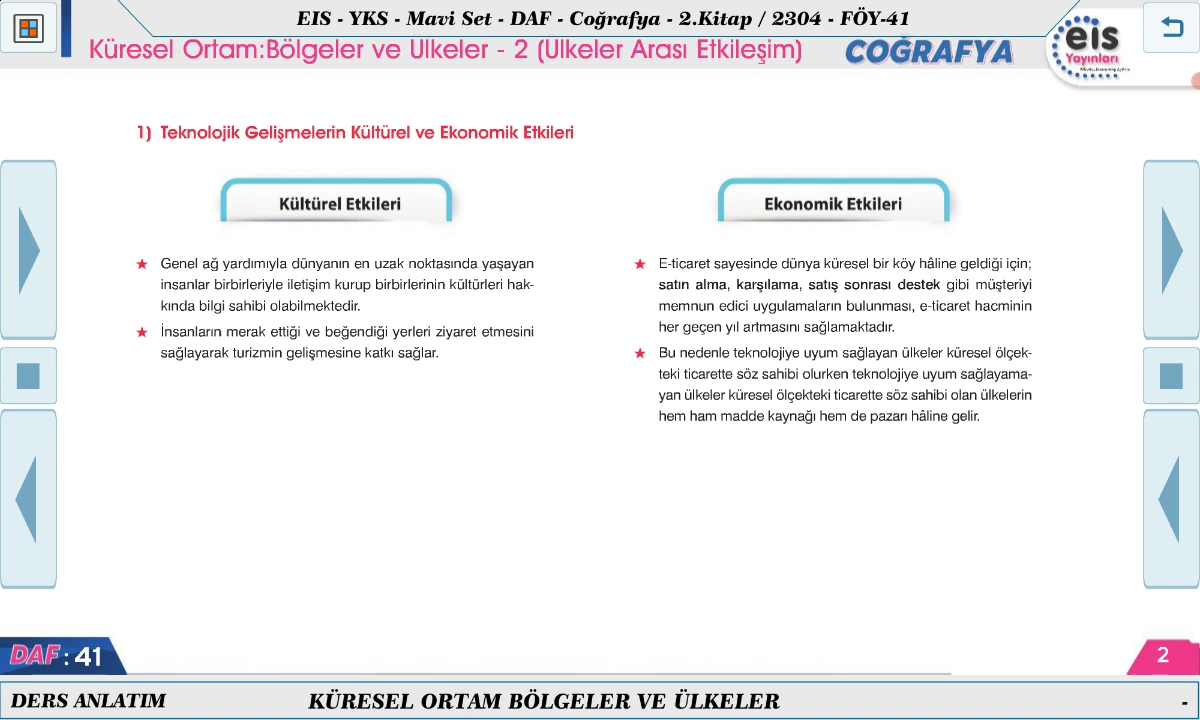 EIS - YKS - Mavi Set - DAF - Coğrafya - 2.Kitap / 2304 - FÖY-41
Küresel Ortam:Bölgeler ve Ülkeler - 2 (Ülkeler Arası Etkileşim)
COĞRAFYA
eis
Yayınları
1) Teknolojik Gelişmelerin Kültürel ve Ekonomik Etkileri
Kültürel Etkileri
★ Genel ağ yardımıyla dünyanın en uzak noktasında yaşayan
insanlar birbirleriyle iletişim kurup birbirlerinin kültürleri hak-
kında bilgi sahibi olabilmektedir.
★ İnsanların merak ettiği ve beğendiği yerleri ziyaret etmesini
sağlayarak turizmin gelişmesine katkı sağlar.
Ekonomik Etkileri
★ E-ticaret sayesinde dünya küresel bir köy hâline geldiği için;
satın alma, karşılama, satış sonrası destek gibi müşteriyi
memnun edici uygulamaların bulunması, e-ticaret hacminin
her geçen yıl artmasını sağlamaktadır.
★ Bu nedenle teknolojiye uyum sağlayan ülkeler küresel ölçek-
teki ticarette söz sahibi olurken teknolojiye uyum sağlayama-
yan ülkeler küresel ölçekteki ticarette söz sahibi olan ülkelerin
hem ham madde kaynağı hem de pazarı hâline gelir.
DAF : 41
2
DERS ANLATIM
KÜRESEL ORTAM BÖLGELER VE ÜLKELER
-